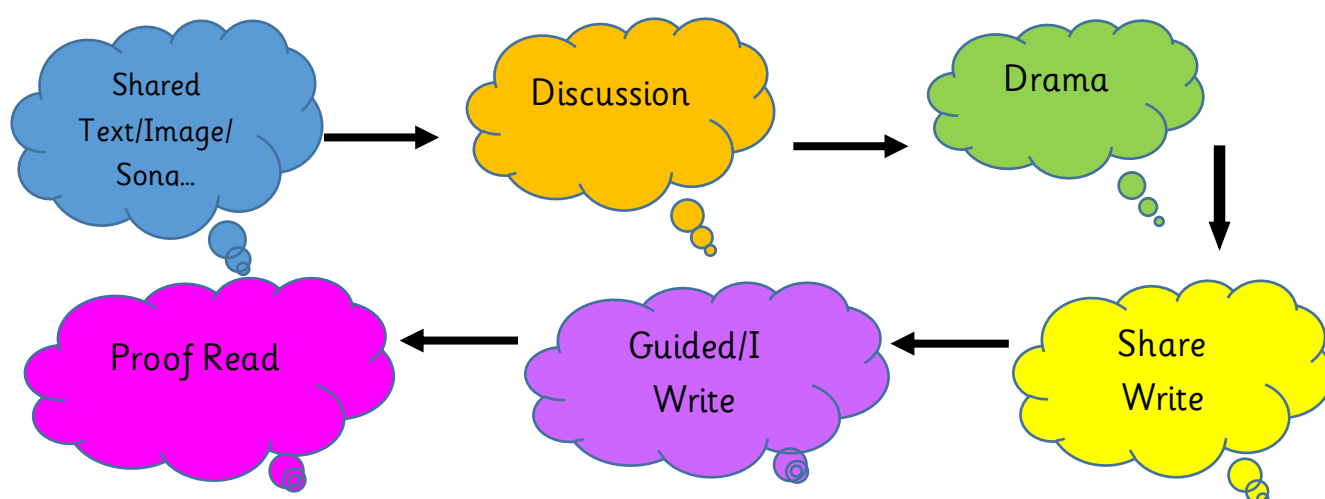 Shared
Text/Image/
Sona...
Discussion
Drama
Share
Write
Guided/I
Write
Proof Read